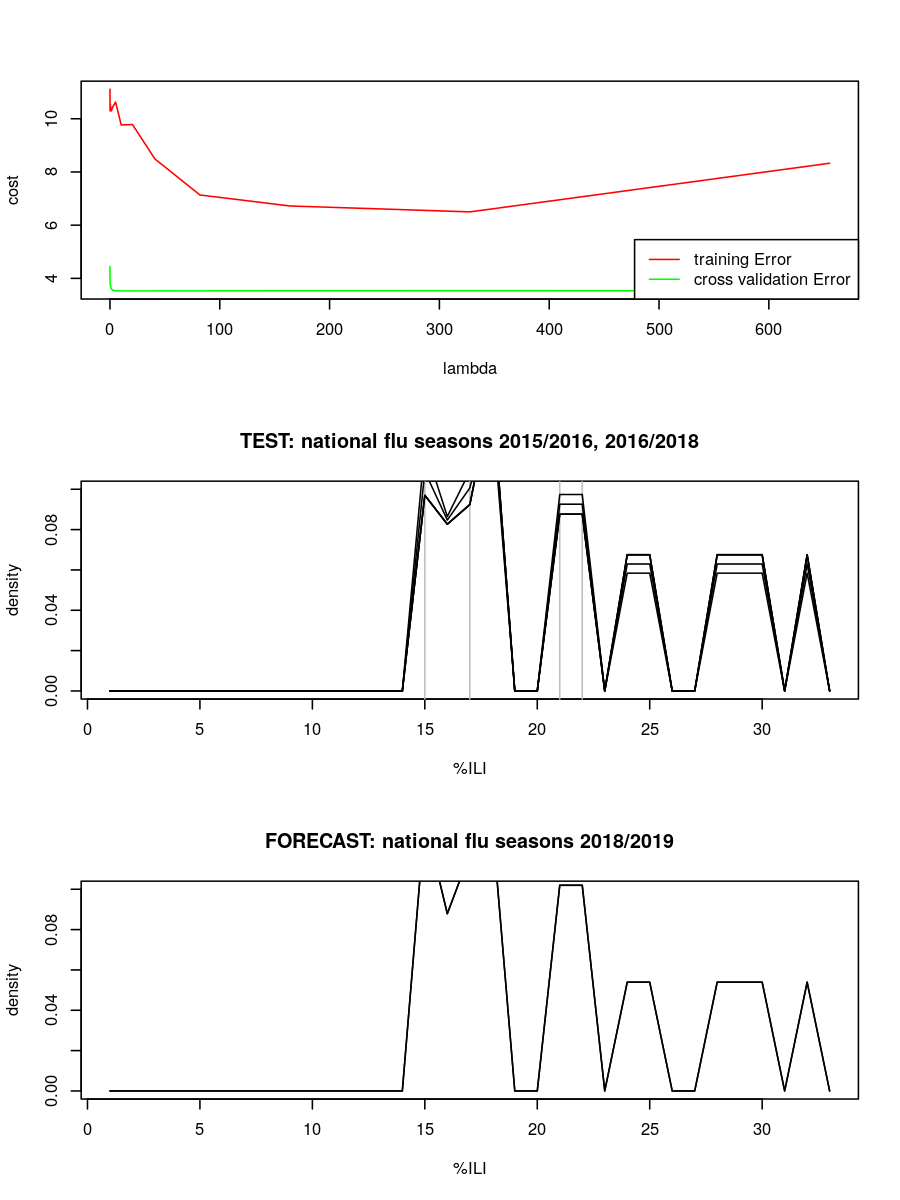 10
8
6
4
cost
training Error
cross validation Error
0 100 200 300 400 500 600
lambda
TEST: national flu seasons 2015/2016, 2016/2018
0.08
0.04
0.00
density
0 5 10 15 20 25 30
%ILI
FORECAST: national flu seasons 2018/2019
0.08
0.04
0.00
density
0 5 10 15 20 25 30
%ILI